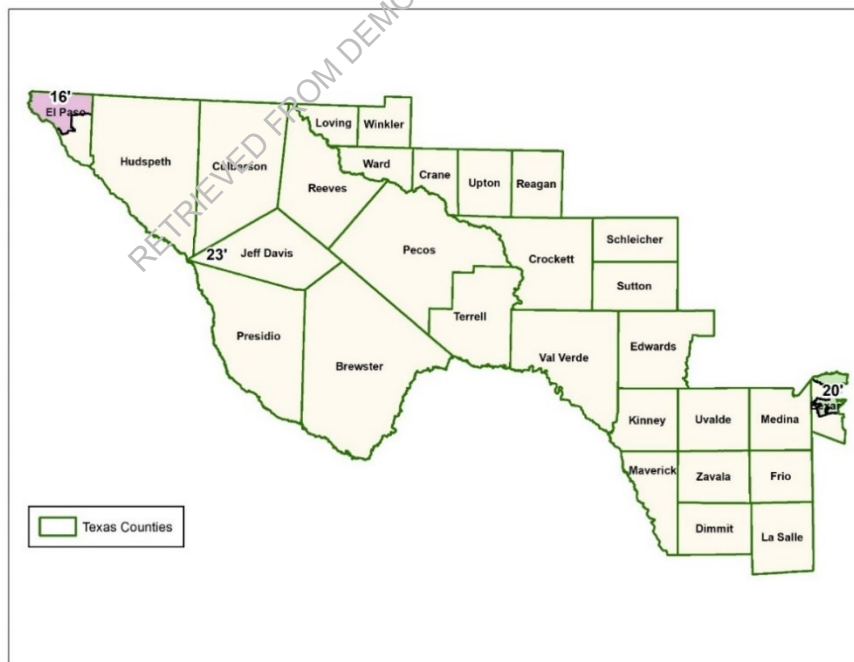 RETRIEVED FROM DEMO
16'
El Paso
Loving
Winkler
Hudspeth
Culberson
Ward
Crane
Upton
Reagan
Reeves
Pecos
Schleicher
23'
Jeff Davis
Crockett
Sutton
Presidio
Terrell
Brewster
Val Verde
Edwards
20'
Kinney
Uvalde
Medina
Maverick
Zavala
Frio
Dimmit
La Salle
Texas Counties